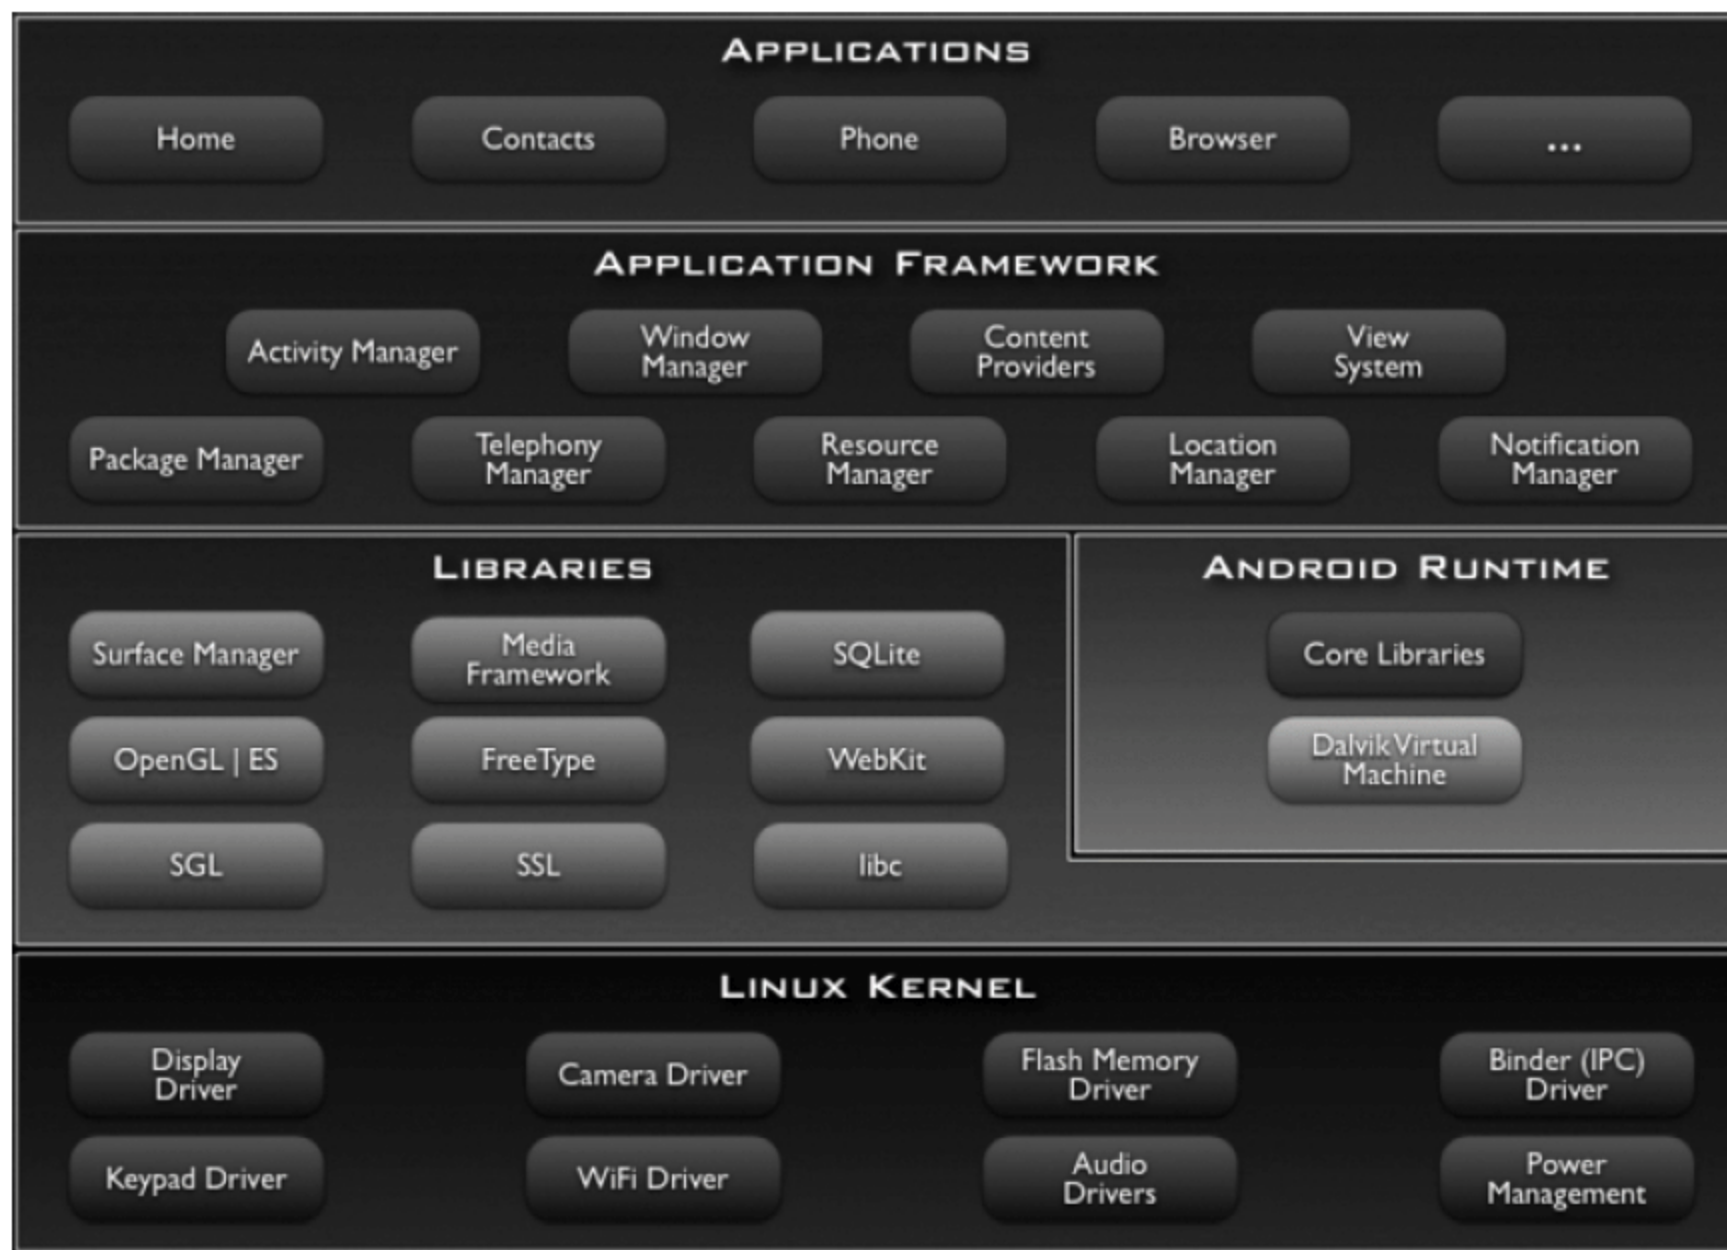 APPLICATIONS
Home
Contacts
Phone
Browser
...
APPLICATION FRAMEWORK
Activity Manager
Window
Manager
Content
Providers
View
System
Package Manager
Telephony
Manager
Resource
Manager
Location
Manager
Notification
Manager
LIBRARIES
Surface Manager
Media
Framework
SQLite
OpenGL | ES
FreeType
WebKit
SGL
SSL
libc
ANDROID RUNTIME
Core Libraries
Dalvik Virtual
Machine
LINUX KERNEL
Display
Driver
Camera Driver
Flash Memory
Driver
Binder (IPC)
Driver
Keypad Driver
WiFi Driver
Audio
Drivers
Power
Management